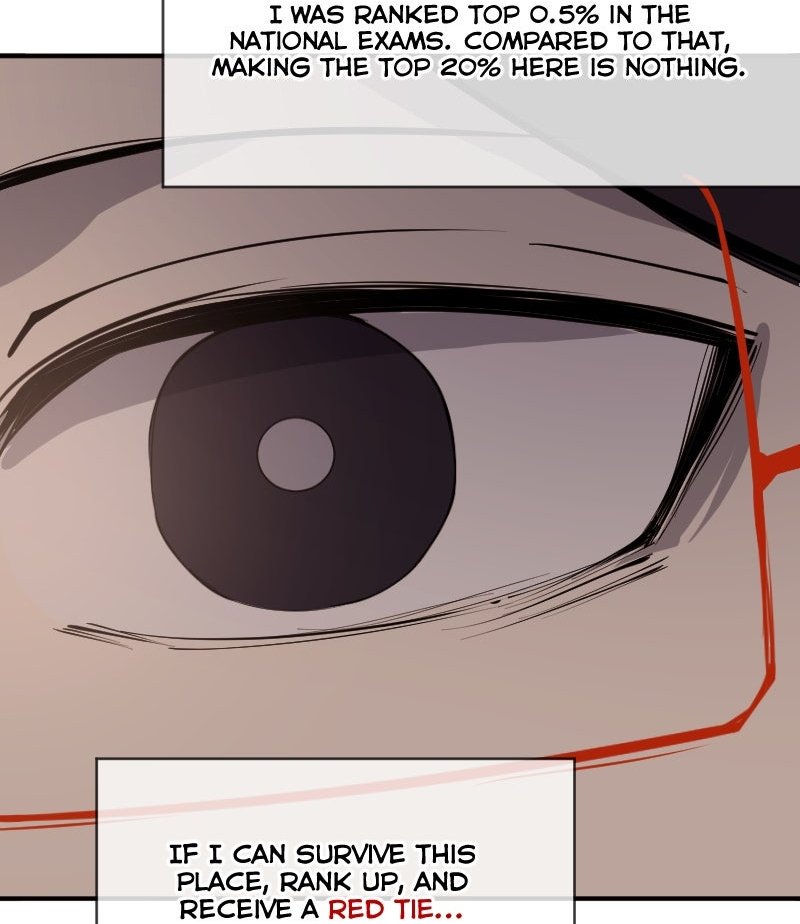 I WAS RANKED TOP 0.5% IN THE
NATIONAL EXAMS. COMPARED TO THAT,
MAKING THE TOP 20% HERE IS NOTHING.
IF I CAN SURVIVE THIS
PLACE, RANK UP, AND
RECEIVE A RED TIE...